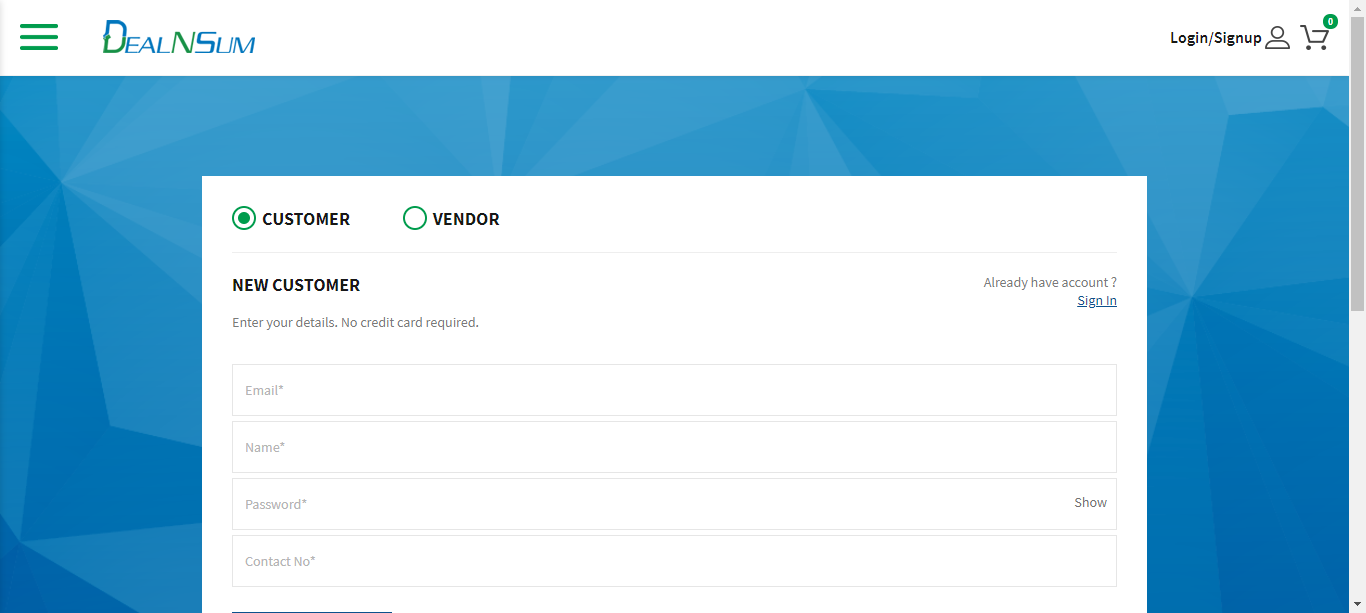 DEALNSUM
Login/Signup
0
CUSTOMER
VENDOR
NEW CUSTOMER
Already have account ?
Sign In
Enter your details. No credit card required.
Email*
Name*
Password*
Show
Contact No*